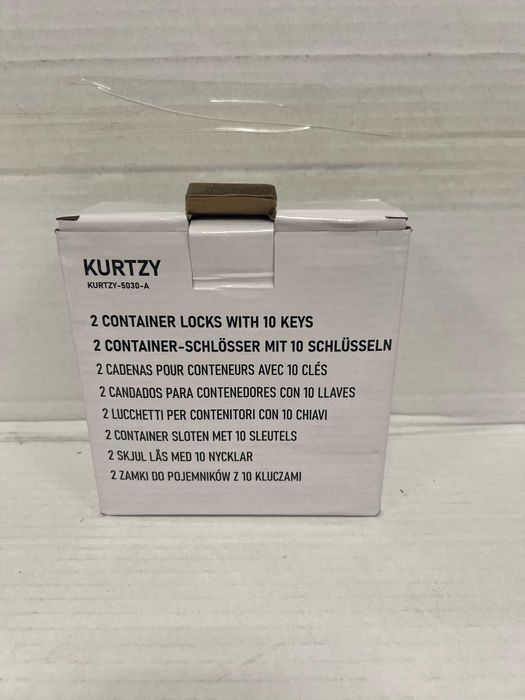 KURTZY
KURTZY-5030-A
2 CONTAINER LOCKS WITH 10 KEYS
2 CONTAINER-SCHLÖSSER MIT 10 SCHLÜSSELN
2 CADENAS POUR CONTENEURS AVEC 10 CLÉS
2 CANDADOS PARA CONTENEDORES CON 10 LLAVES
2 LUCCHETTI PER CONTENITORI CON 10 CHIAVI
2 CONTAINER SLOTEN MET 10 SLEUTELS
2 SKJUL LÅS MED 10 NYCKLAR
2 ZAMKI DO POJEMNIKÓW Z 10 KLUCZAMI